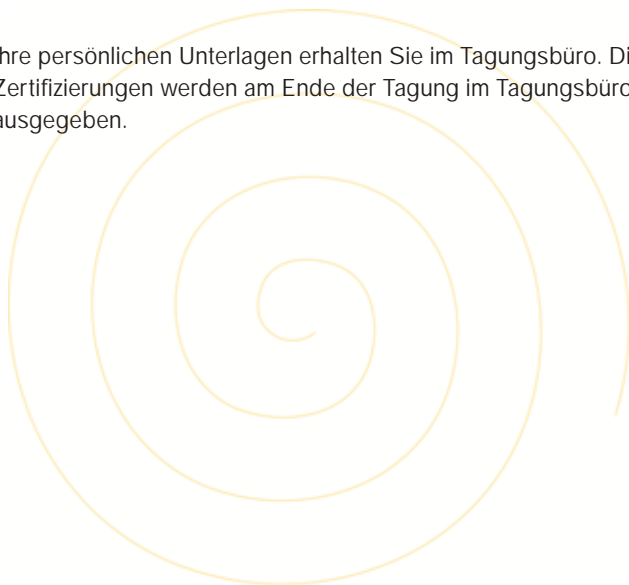 hre persönlichen Unterlagen erhalten Sie im Tagungsbüro. Di
Zertifizierungen werden am Ende der Tagung im Tagungsbüro
ausgegeben.